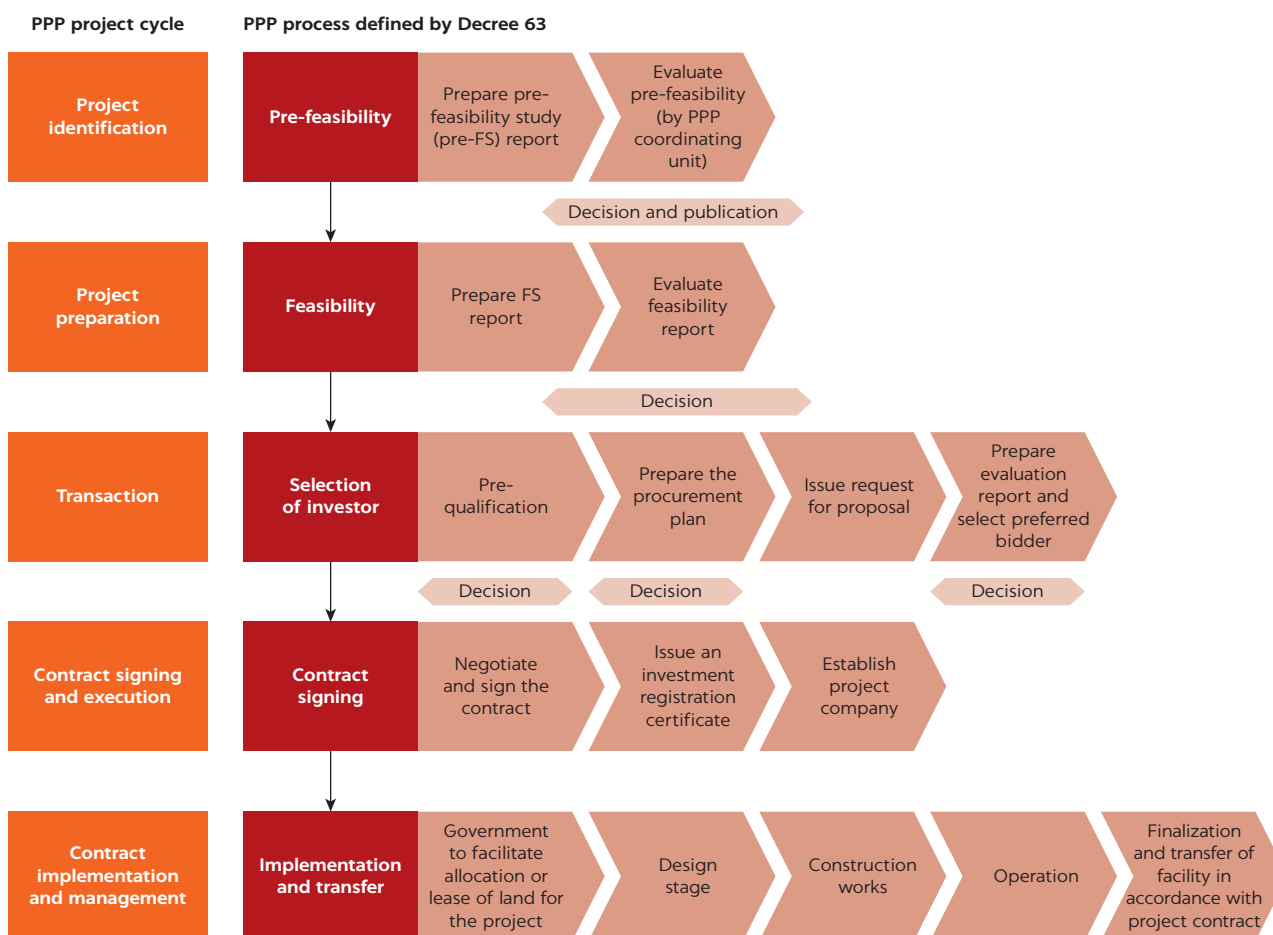 PPP project cycle
PPP process defined by Decree 63
Project
identification
Pre-feasibility
Prepare pre-
feasibility study
(pre-FS) report
Evaluate
pre-feasibility
(by PPP
coordinating
unit)
Decision and publication
Project
preparation
Feasibility
Prepare FS
report
Evaluate
feasibility
report
Decision
Transaction
Selection
of investor
Pre-
qualification
Prepare the
procurement
plan
Issue request
for proposal
Prepare
evaluation
report and
select preferred
bidder
Decision
Decision
Decision
Contract signing
and execution
Contract
signing
Negotiate
and sign the
contract
Issue an
investment
registration
certificate
Establish
project
company
Contract
implementation
and management
Implementation
and transfer
Government
to facilitate
allocation or
lease of land for
the project
Design
stage
Construction
works
Operation
Finalization
and transfer of
facility in
accordance with
project contract